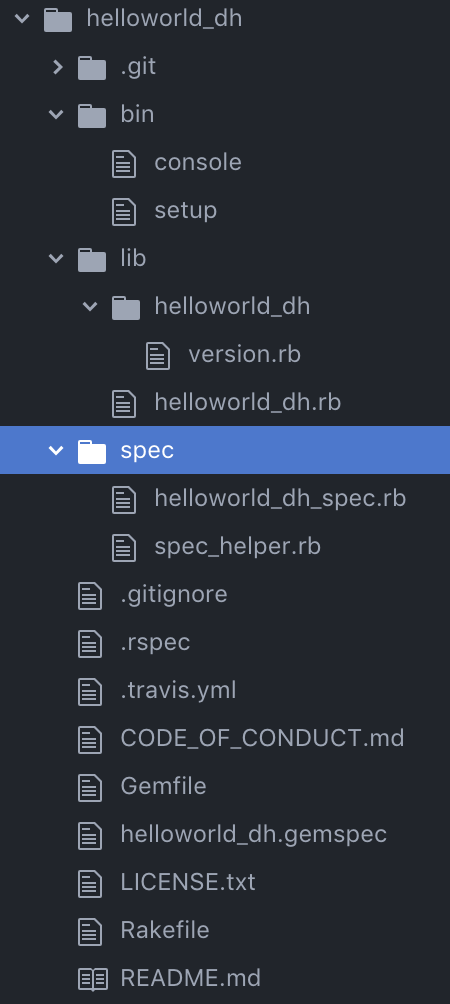 helloworld_dh
.git
bin
console
setup
lib
helloworld_dh
version.rb
helloworld_dh.rb
spec
helloworld_dh_spec.rb
spec_helper.rb
.gitignore
.rspec
.travis.yml
CODE_OF_CONDUCT.md
Gemfile
helloworld_dh.gemspec
LICENSE.txt
Rakefile
README.md